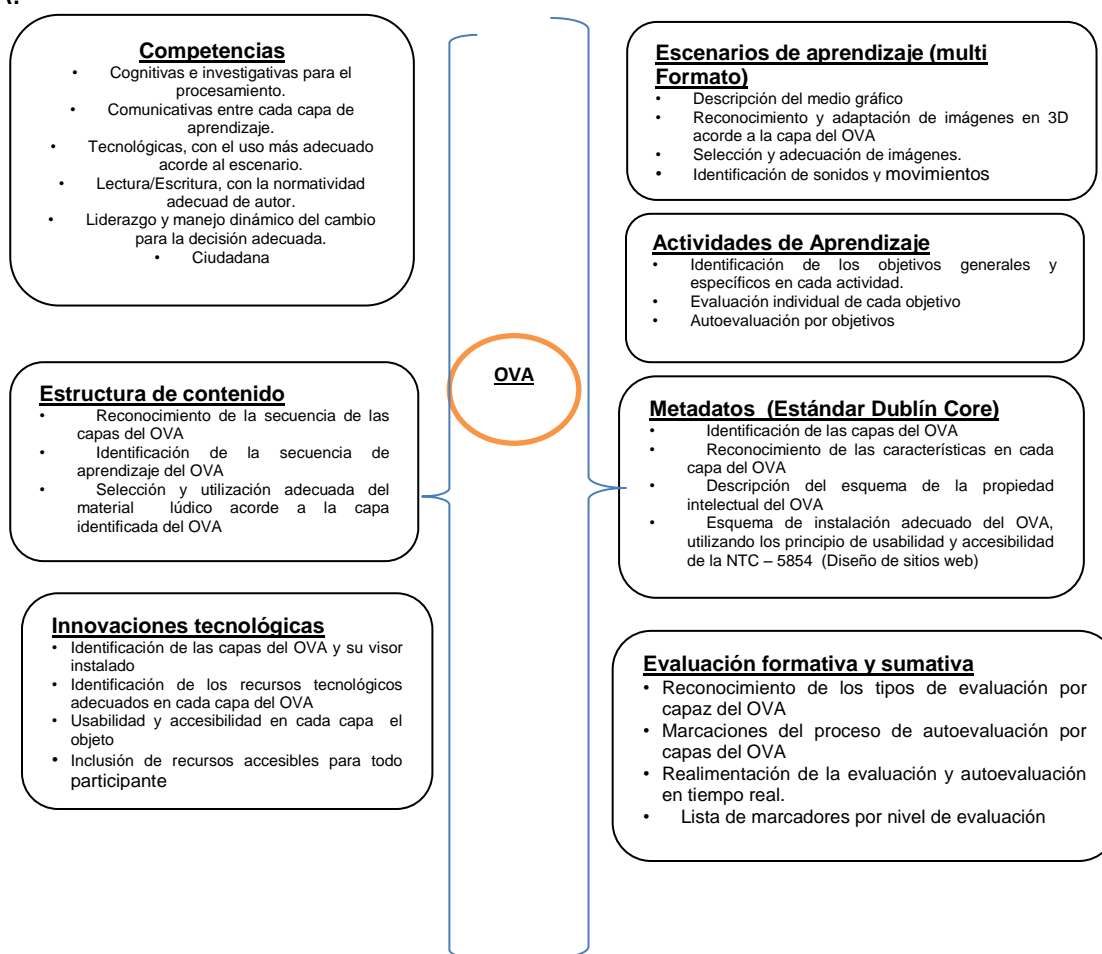 Competencias
• Cognitivas e investigativas para el
procesamiento.
• Comunicativas entre cada capa de
aprendizaje.
• Tecnológicas, con el uso más adecuado
acorde al escenario.
• Lectura/Escritura, con la normatividad
adecuad de autor.
• Liderazgo y manejo dinámico del cambio
para la decisión adecuada.
• Ciudadana
Estructura de contenido
• Reconocimiento de la secuencia de las
capas del OVA
• Identificación de la secuencia de
aprendizaje del OVA
• Selección y utilización adecuada del
material lúdico acorde a la capa
identificada del OVA
Innovaciones tecnológicas
• Identificación de las capas del OVA y su visor
instalado
• Identificación de los recursos tecnológicos
adecuados en cada capa del OVA
• Usabilidad y accesibilidad en cada capa el
objeto
• Inclusión de recursos accesibles para todo
participante
OVA
Escenarios de aprendizaje (multi
Formato)
• Descripción del medio gráfico
• Reconocimiento y adaptación de imágenes en 3D
acorde a la capa del OVA
• Selección y adecuación de imágenes.
• Identificación de sonidos y movimientos
Actividades de Aprendizaje
• Identificación de los objetivos generales y
específicos en cada actividad.
• Evaluación individual de cada objetivo
• Autoevaluación por objetivos
Metadatos (Estándar Dublín Core)
• Identificación de las capas del OVA
• Reconocimiento de las características en cada
capa del OVA
• Descripción del esquema de la propiedad
intelectual del OVA
• Esquema de instalación adecuado del OVA,
utilizando los principio de usabilidad y accesibilidad
de la NTC – 5854 (Diseño de sitios web)
Evaluación formativa y sumativa
• Reconocimiento de los tipos de evaluación por
capaz del OVA
• Marcaciones del proceso de autoevaluación por
capas del OVA
• Realimentación de la evaluación y autoevaluación
en tiempo real.
• Lista de marcadores por nivel de evaluación